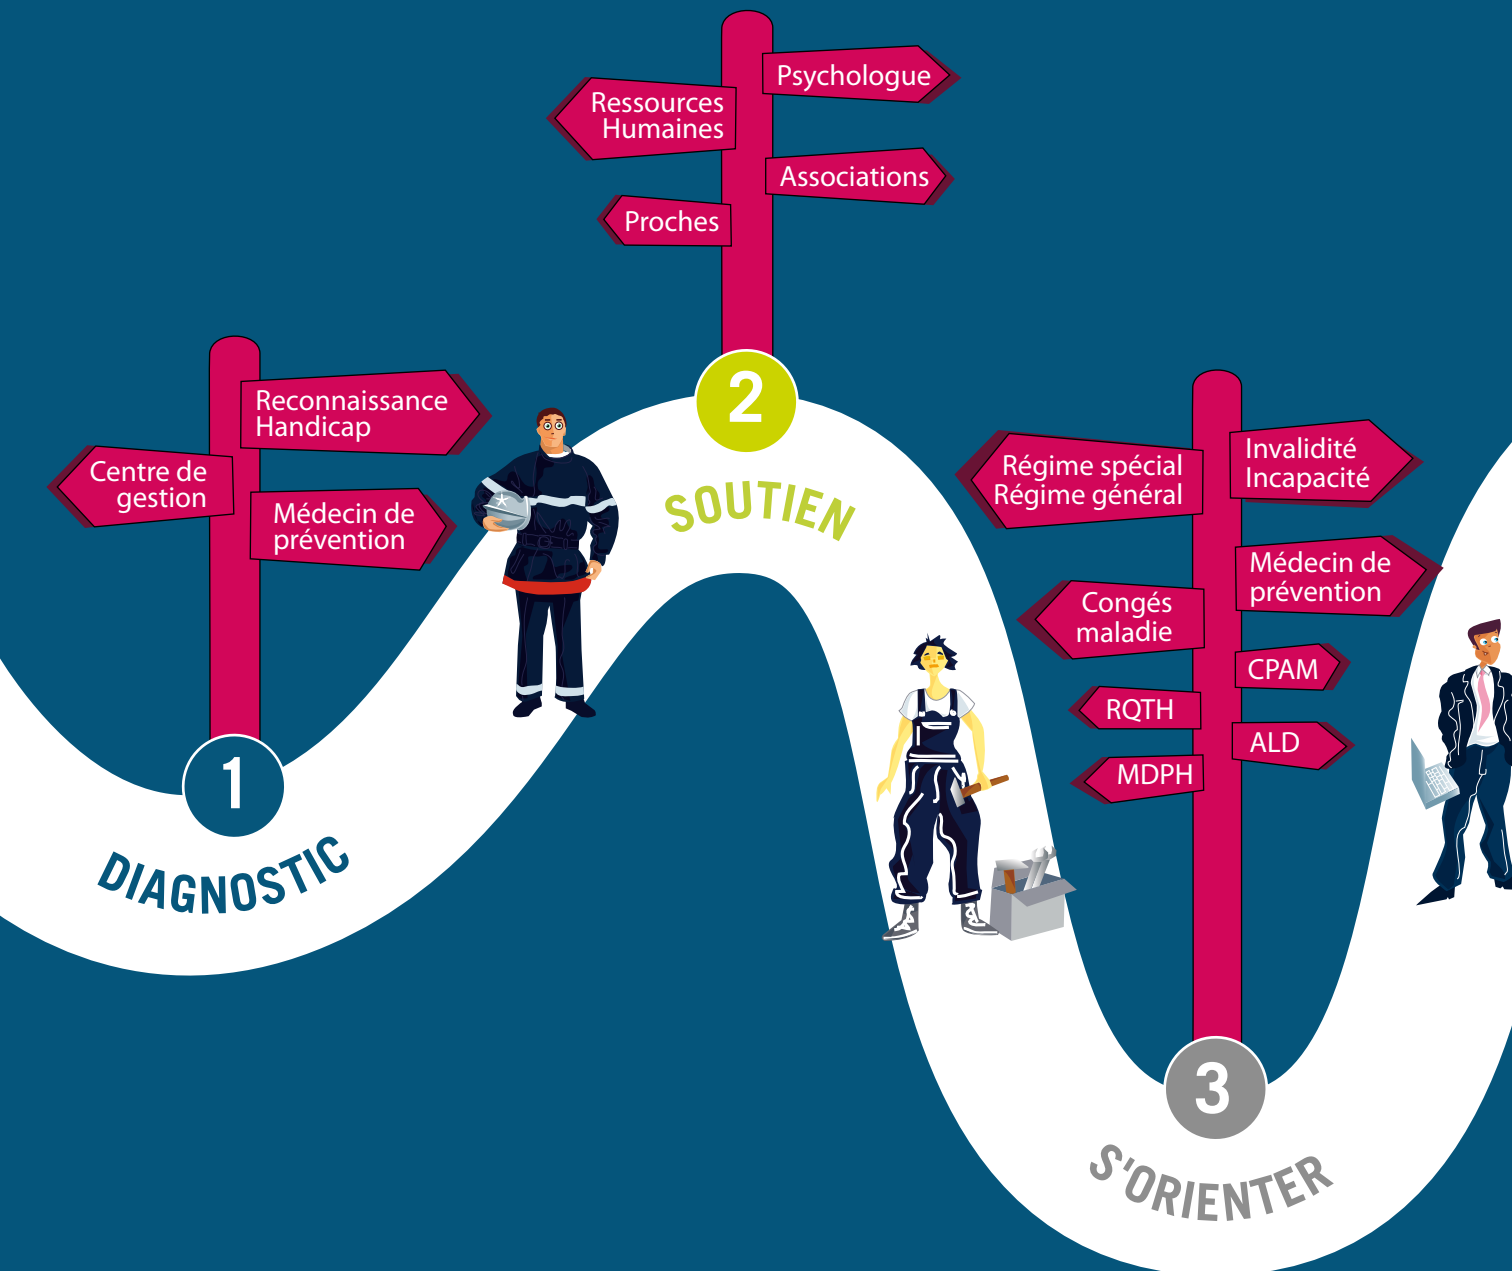 Psychologue
Ressources
Humaines
Associations
Proches
2
SOUTIEN
Reconnaissance
Handicap
Centre de
gestion
Médecin de
prévention
1
DIAGNOSTIC
Régime spécial
Régime général
Invalidité
Incapacité
Médecin de
prévention
Congés
maladie
CPAM
RQTH
ALD
MDPH
3
S'ORIENTER